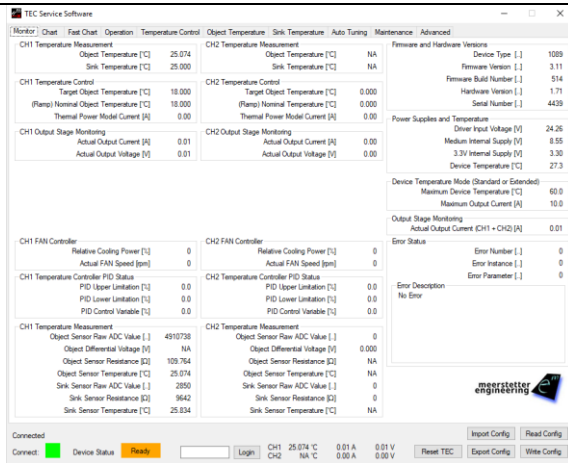 TEC Service Software
Monitor Chart Fast Chart Operation Temperature Control Object Temperature Sink Temperature Auto Tuning Maintenance Advanced
CH1 Temperature Measurement
Object Temperature [°C] 25.074
Sink Temperature [°C] 25.000
CH1 Temperature Control
Target Object Temperature [°C] 18.000
(Ramp) Nominal Object Temperature [°C] 18.000
Thermal Power Model Current [A] 0.00
CH1 Output Stage Monitoring
Actual Output Current [A] 0.01
Actual Output Voltage [V] 0.01
CH1 FAN Controller
Relative Cooling Power [%] 0
Actual FAN Speed [rpm] 0
CH1 Temperature Controller PID Status
PID Upper Limitation [%] 0.0
PID Lower Limitation [%] 0.0
PID Control Variable [%] 0.0
CH1 Temperature Measurement
Object Sensor Raw ADC Value [..] 4910738
Object Differential Voltage [V] NA
Object Sensor Resistance [Ω] 109.764
Object Sensor Temperature [°C] 25.074
Sink Sensor Raw ADC Value [..] 2850
Sink Sensor Resistance [Ω] 9642
Sink Sensor Temperature [°C] 25.834
CH2 Temperature Measurement
Object Temperature [°C] NA
Sink Temperature [°C] NA
CH2 Temperature Control
Target Object Temperature [°C] 0.000
(Ramp) Nominal Object Temperature [°C] 0.000
Thermal Power Model Current [A] 0.00
CH2 Output Stage Monitoring
Actual Output Current [A] 0.00
Actual Output Voltage [V] 0.00
CH2 FAN Controller
Relative Cooling Power [%] 0
Actual FAN Speed [rpm] 0
CH2 Temperature Controller PID Status
PID Upper Limitation [%] 0.0
PID Lower Limitation [%] 0.0
PID Control Variable [%] 0.0
CH2 Temperature Measurement
Object Sensor Raw ADC Value [..] 0
Object Differential Voltage [V] 0.000
Object Sensor Resistance [Ω] NA
Object Sensor Temperature [°C] NA
Sink Sensor Raw ADC Value [..] 0
Sink Sensor Resistance [Ω] NA
Sink Sensor Temperature [°C] NA
Firmware and Hardware Versions
Device Type [..] 1089
Firmware Version [..] 3.11
Firmware Build Number [..] 514
Hardware Version [..] 1.71
Serial Number [..] 4439
Power Supplies and Temperature
Driver Input Voltage [V] 24.26
Medium Internal Supply [V] 8.55
3.3V Internal Supply [V] 3.30
Device Temperature [°C] 27.3
Device Temperature Mode (Standard or Extended)
Maximum Device Temperature [°C] 60.0
Maximum Output Current [A] 10.0
Output Stage Monitoring
Actual Output Current (CH1 + CH2) [A] 0.01
Error Status
Error Number [..] 0
Error Instance [..] 0
Error Parameter [..] 0
Error Description
No Error
meerstetter
engineering
Connected
Connect: Device Status Ready Login
CH1 25.074 °C 0.01 A 0.01 V
CH2 NA °C 0.00 A 0.00 V
Reset TEC
Import Config Read Config
Export Config Write Config